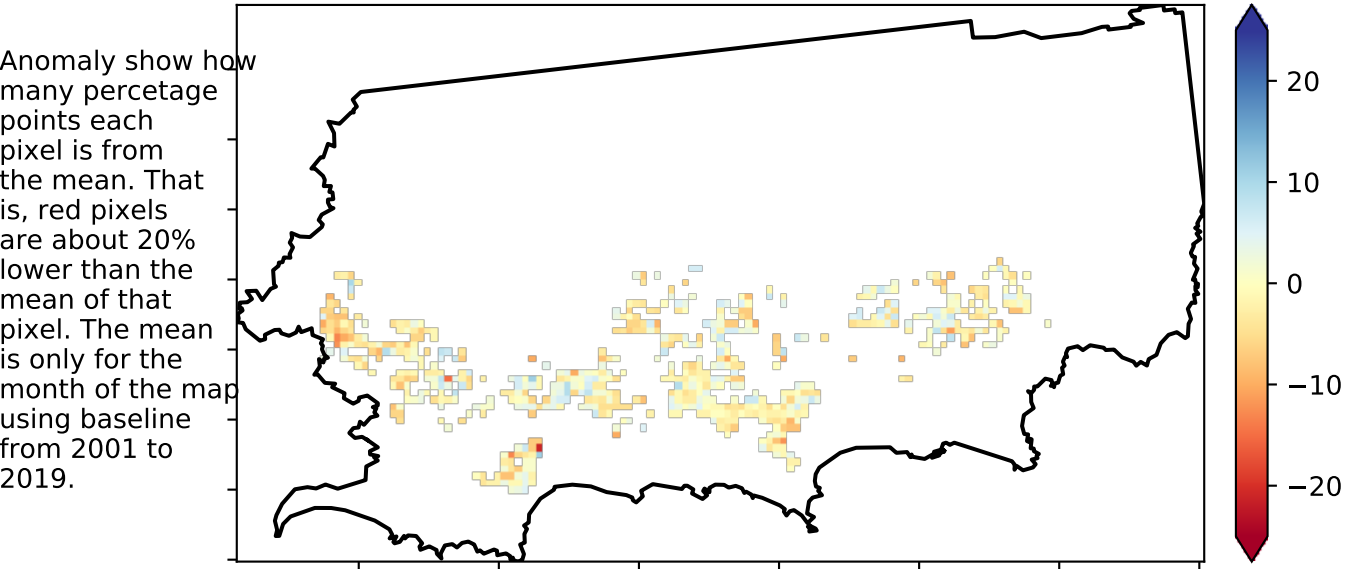 Anomaly show how
many percetage
points each
pixel is from
the mean. That
is, red pixels
are about 20%
lower than the
mean of that
pixel. The mean
is only for the
month of the map
using baseline
from 2001 to
2019.
20
10
0
−10
−20